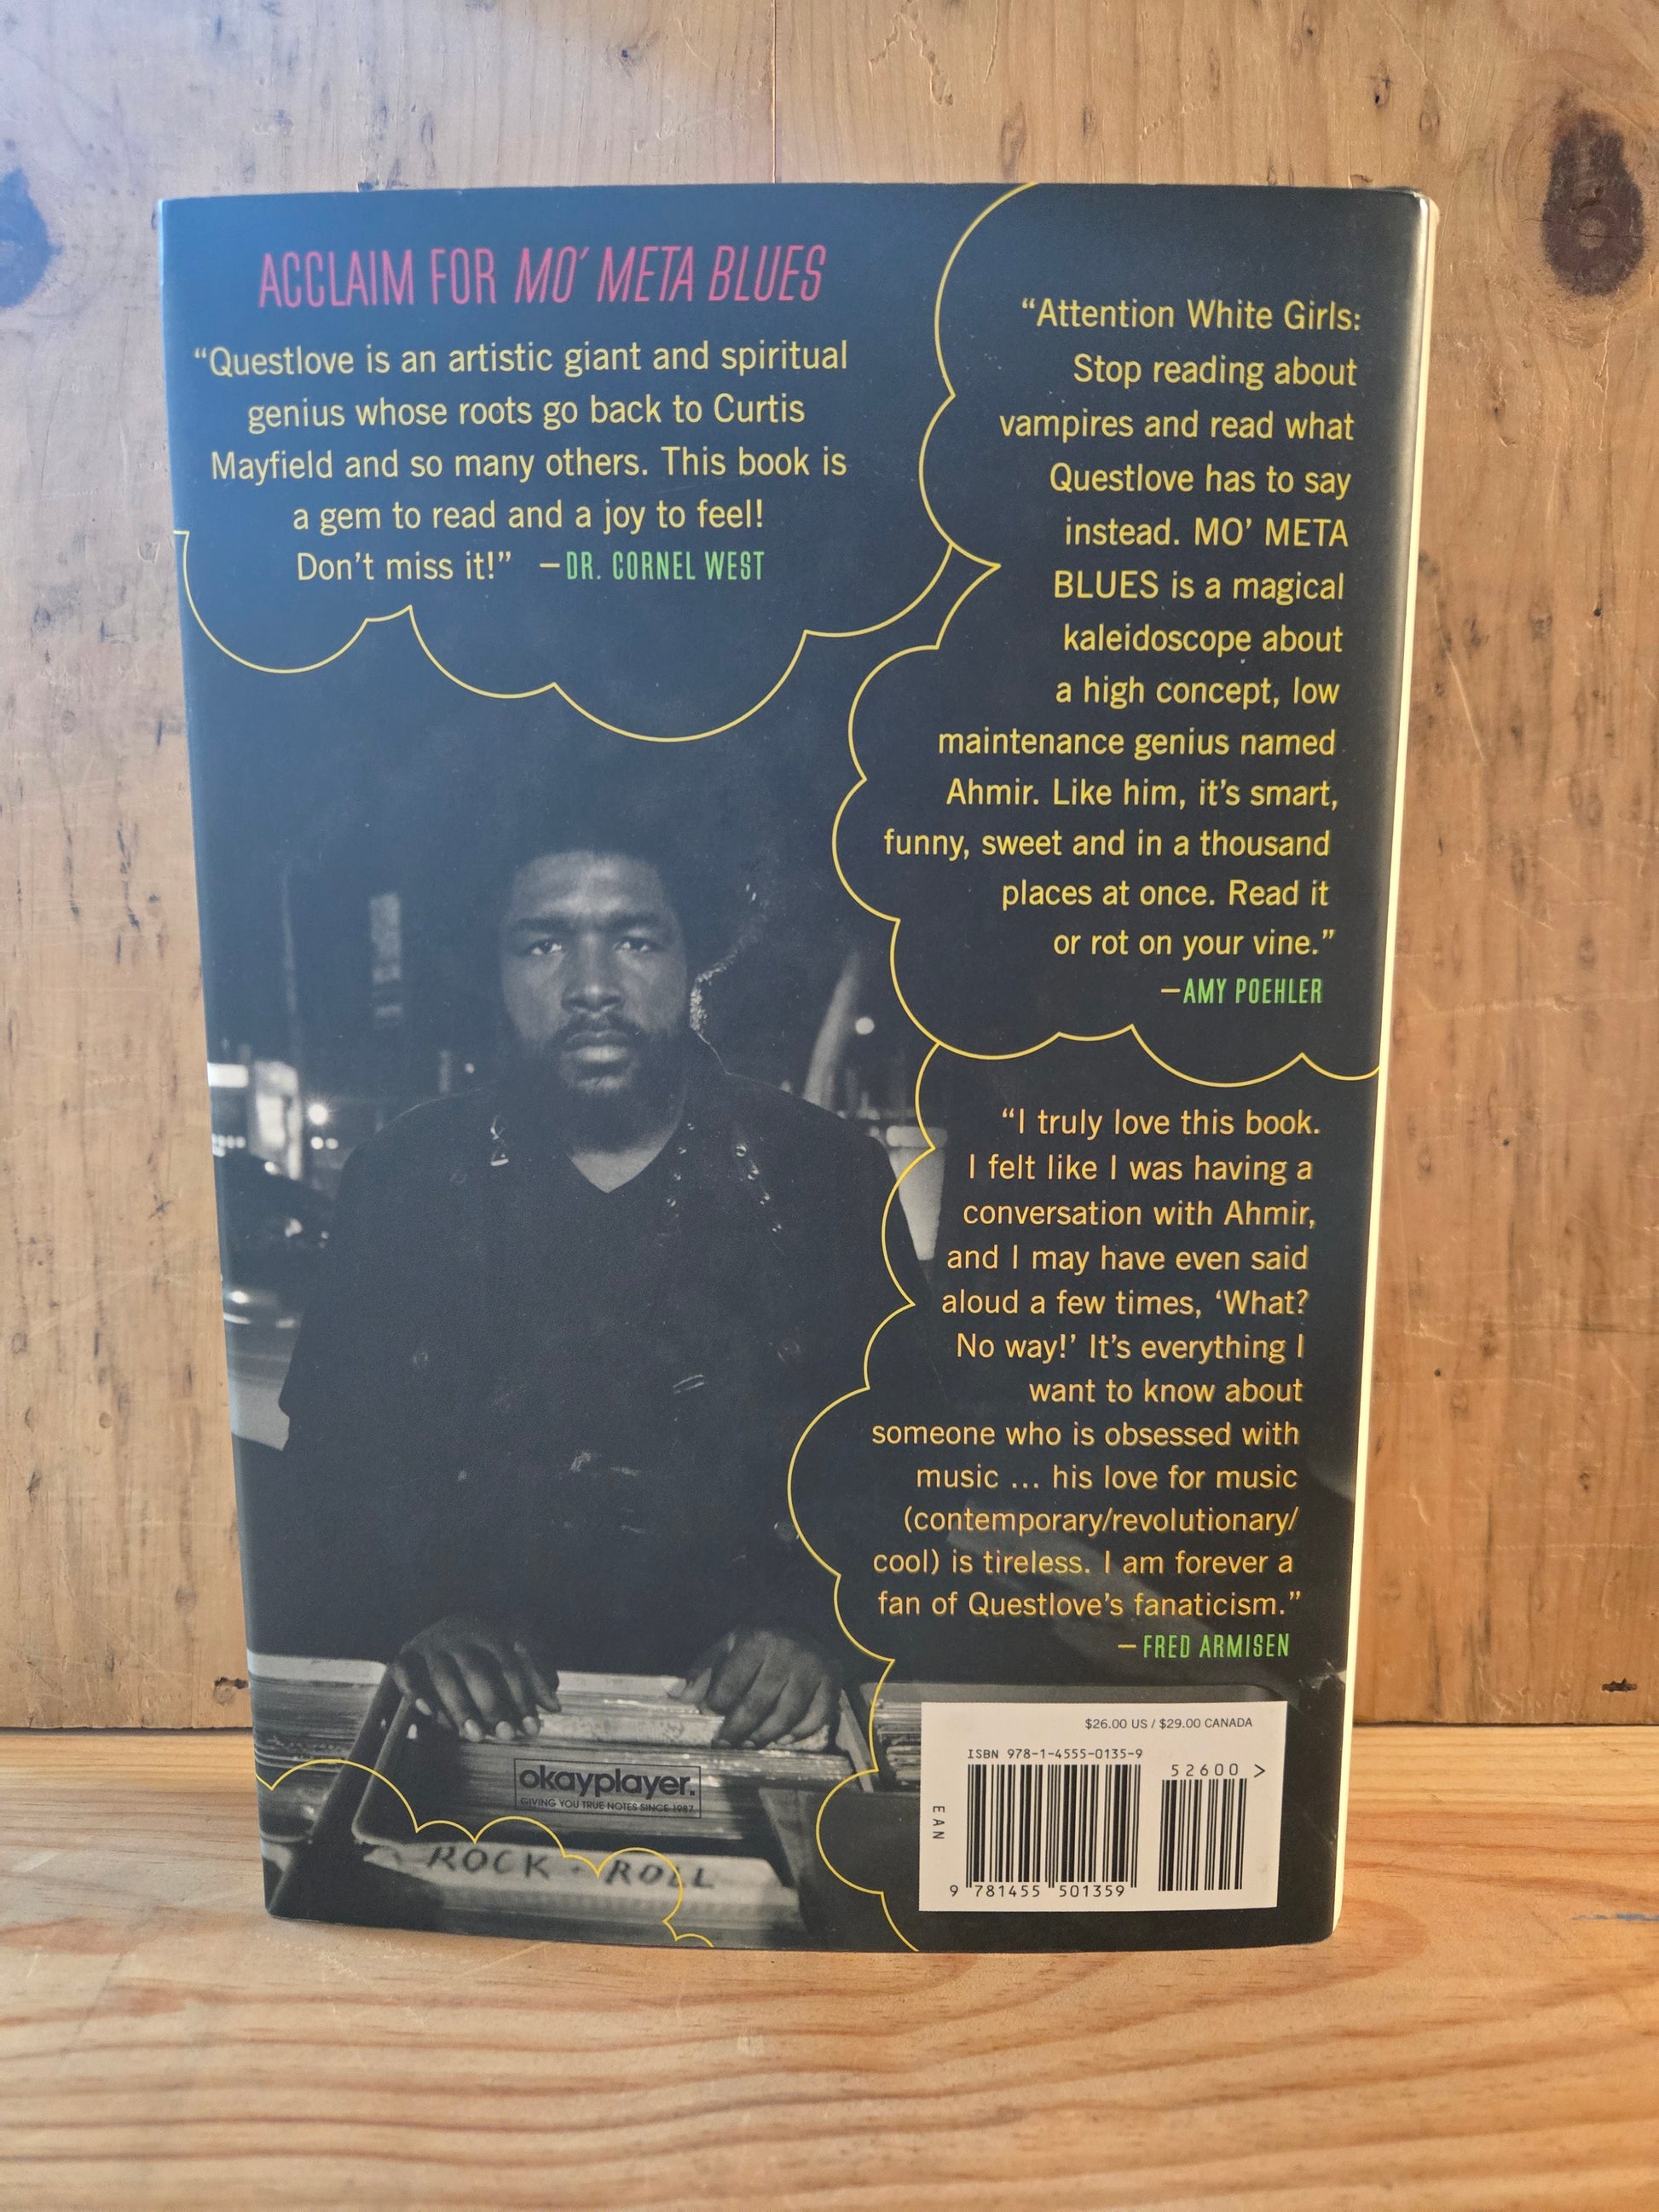 ACCLAIM FOR MO' META BLUES
“Questlove is an artistic giant and spiritual
genius whose roots go back to Curtis
Mayfield and so many others. This book is
a gem to read and a joy to feel!
Don’t miss it!” —DR. CORNEL WEST
“Attention White Girls:
Stop reading about
vampires and read what
Questlove has to say
instead. MO’ META
BLUES is a magical
kaleidoscope about
a high concept, low
maintenance genius named
Ahmir. Like him, it’s smart,
funny, sweet and in a thousand
places at once. Read it
or rot on your vine.”
—AMY POEHLER
“I truly love this book.
I felt like I was having a
conversation with Ahmir,
and I may have even said
aloud a few times, ‘What?
No way!’ It’s everything I
want to know about
someone who is obsessed with
music ... his love for music
(contemporary/revolutionary/
cool) is tireless. I am forever a
fan of Questlove’s fanaticism.”
—FRED ARMISEN
okayplayer.
GIVING YOU TRUE NOTES SINCE 1987
ROCK + ROLL
$26.00 US / $29.00 CANADA
ISBN 978-1-4555-0135-9
52600 >
EAN
9 781455 501359